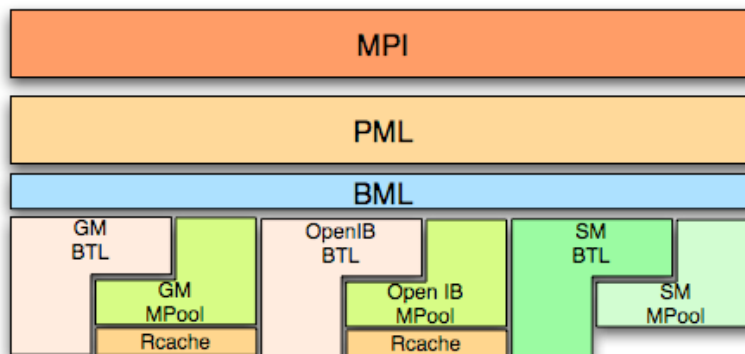 MPI
PML
BML
GM
BTL
GM
MPool
Rcache
OpenIB
BTL
Open IB
MPool
Rcache
SM
BTL
SM
MPool